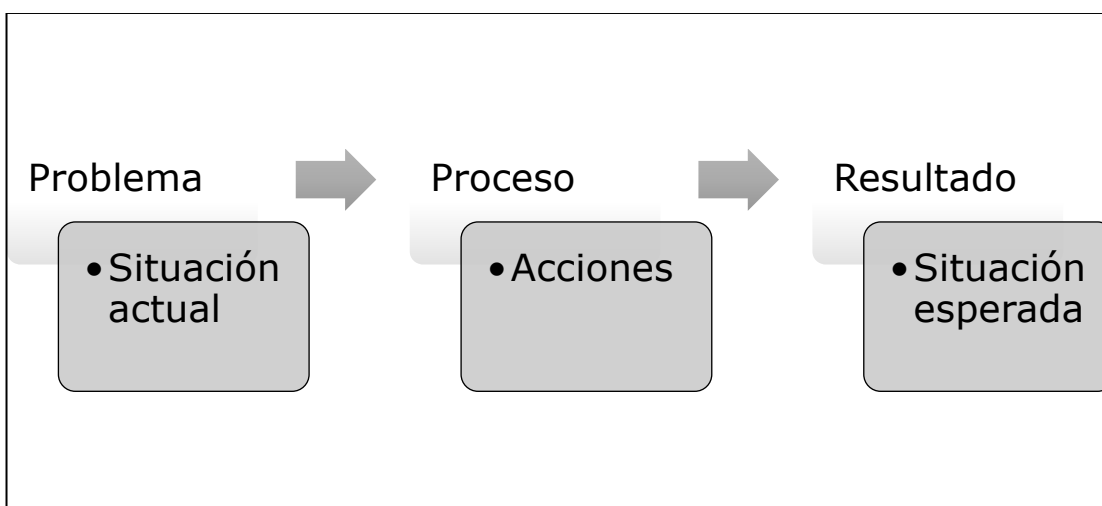 Problema
• Situación
actual
Proceso
• Acciones
Resultado
• Situación
esperada